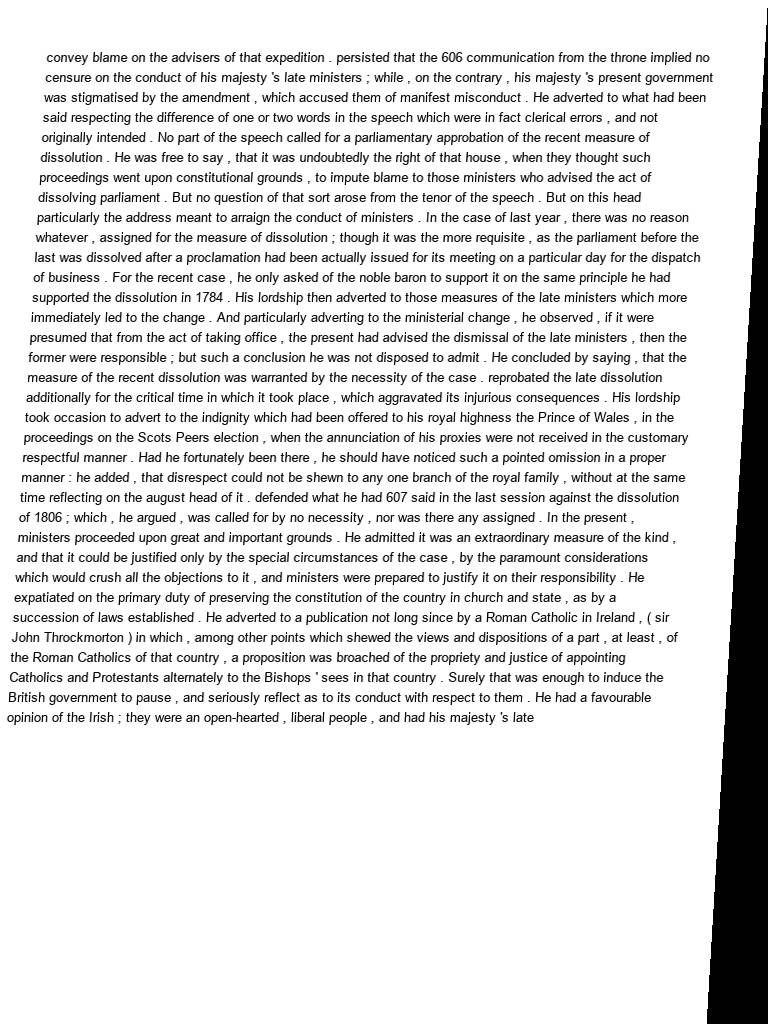 convey blame on the advisers of that expedition . persisted that the 606 communication from the throne implied no
censure on the conduct of his majesty 's late ministers ; while , on the contrary , his majesty 's present government
was stigmatised by the amendment , which accused them of manifest misconduct . He adverted to what had been
said respecting the difference of one or two words in the speech which were in fact clerical errors , and not
originally intended . No part of the speech called for a parliamentary approbation of the recent measure of
dissolution . He was free to say , that it was undoubtedly the right of that house , when they thought such
proceedings went upon constitutional grounds , to impute blame to those ministers who advised the act of
dissolving parliament . But no question of that sort arose from the tenor of the speech . But on this head
particularly the address meant to arraign the conduct of ministers . In the case of last year , there was no reason
whatever , assigned for the measure of dissolution ; though it was the more requisite , as the parliament before the
last was dissolved after a proclamation had been actually issued for its meeting on a particular day for the dispatch
of business . For the recent case , he only asked of the noble baron to support it on the same principle he had
supported the dissolution in 1784 . His lordship then adverted to those measures of the late ministers which more
immediately led to the change . And particularly adverting to the ministerial change , he observed , if it were
presumed that from the act of taking office , the present had advised the dismissal of the late ministers , then the
former were responsible ; but such a conclusion he was not disposed to admit . He concluded by saying , that the
measure of the recent dissolution was warranted by the necessity of the case . reprobated the late dissolution
additionally for the critical time in which it took place , which aggravated its injurious consequences . His lordship
took occasion to advert to the indignity which had been offered to his royal highness the Prince of Wales , in the
proceedings on the Scots Peers election , when the annunciation of his proxies were not received in the customary
respectful manner . Had he fortunately been there , he should have noticed such a pointed omission in a proper
manner : he added , that disrespect could not be shewn to any one branch of the royal family , without at the same
time reflecting on the august head of it . defended what he had 607 said in the last session against the dissolution
of 1806 ; which , he argued , was called for by no necessity , nor was there any assigned . In the present ,
ministers proceeded upon great and important grounds . He admitted it was an extraordinary measure of the kind ,
and that it could be justified only by the special circumstances of the case , by the paramount considerations
which would crush all the objections to it , and ministers were prepared to justify it on their responsibility . He
expatiated on the primary duty of preserving the constitution of the country in church and state , as by a
succession of laws established . He adverted to a publication not long since by a Roman Catholic in Ireland , ( sir
John Throckmorton ) in which , among other points which shewed the views and dispositions of a part , at least , of
the Roman Catholics of that country , a proposition was broached of the propriety and justice of appointing
Catholics and Protestants alternately to the Bishops ' sees in that country . Surely that was enough to induce the
British government to pause , and seriously reflect as to its conduct with respect to them . He had a favourable
opinion of the Irish ; they were an open-hearted , liberal people , and had his majesty 's late